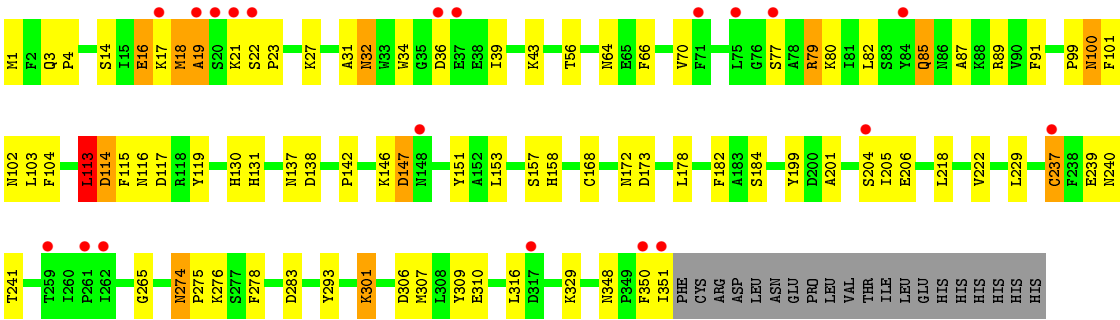 M1 F2 Q3 P4 S14 I15 E16 K17 M18 A19 S20 K21 S22 P23 K27 A31 N32 W33 W34 G35 D36 E37 E38 I39 K43 T56 N64 E65 F66 V70 F71 L75 G76 S77 A78 R79 K80 I81 L82 S83 Y84 Q85 N86 A87 K88 R89 V90 F91 P99 N100 F101
N102 L103 F104 L113 D114 F115 N116 D117 R118 Y119 H130 H131 N137 D138 P142 K146 D147 N148 Y151 A152 L153 S157 H158 C168 N172 D173 L178 F182 A183 S184 Y199 D200 A201 S204 I205 E206 L218 V222 L229 C237 F238 E239 N240
T241 T259 I260 P261 I262 G265 N274 P275 K276 S277 F278 D283 Y293 K301 D306 M307 L308 Y309 E310 L316 D317 K329 N348 P349 F350 I351 PHE CYS ARG ASP LEU ASN GLU PRO LEU VAL THR ILE LEU GLU HIS HIS HIS HIS HIS HIS